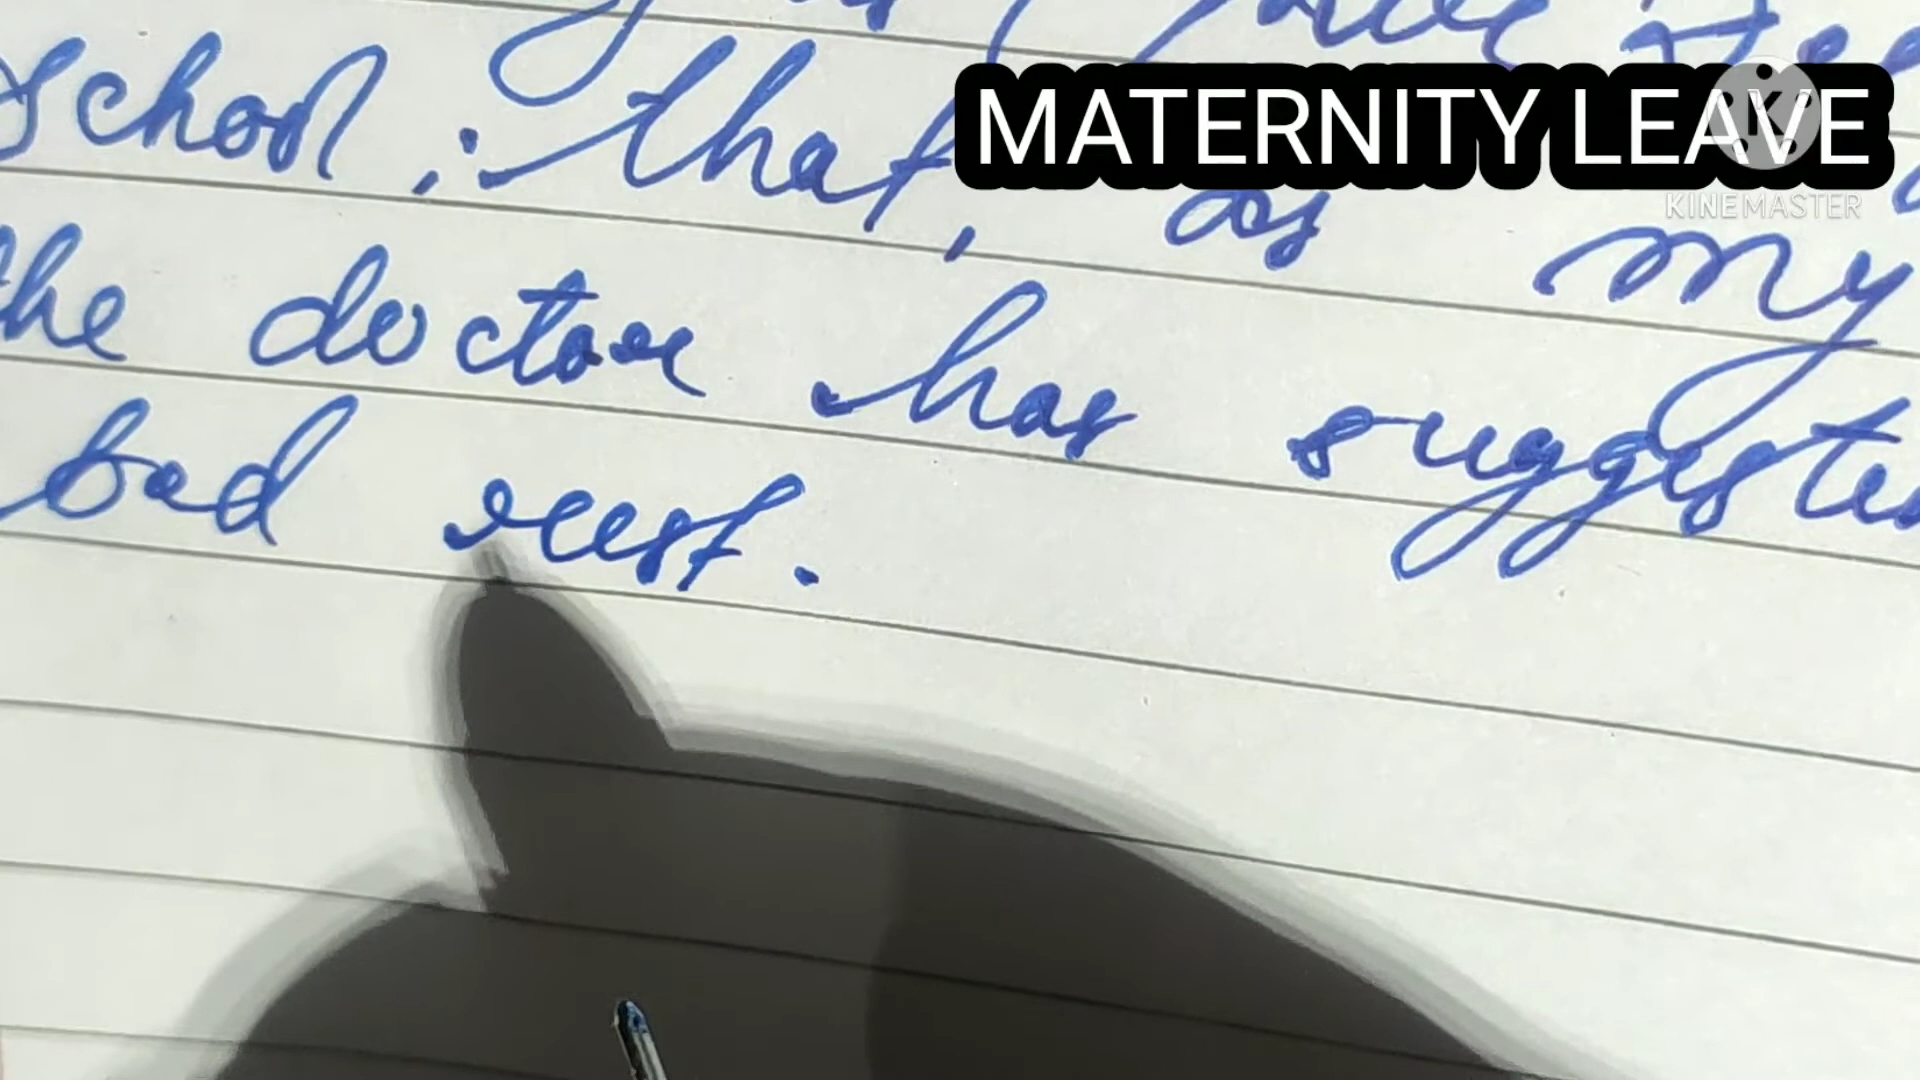 MATERNITY LEAVE
KINEMASTER
school; that, as my
the doctor has suggested
bed rest.